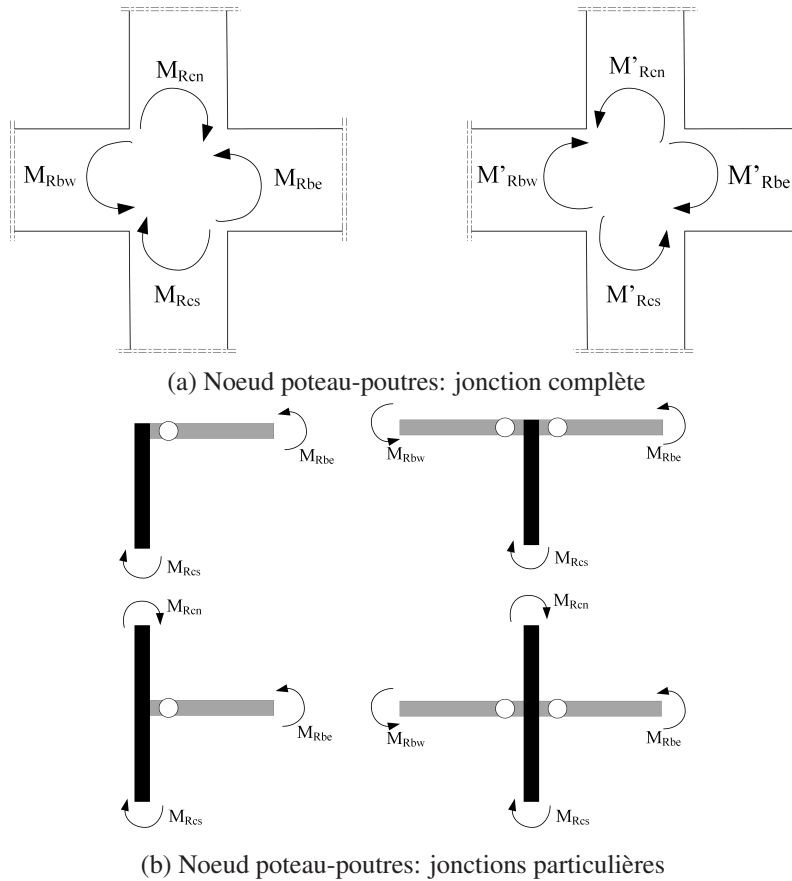 M_Rcn
M_Rbw
M_Rbe
M_Rcs
M'_Rcn
M'_Rbw
M'_Rbe
M'_Rcs
(a) Noeud poteau-poutres: jonction complète
M_Rbe
M_Rcs
M_Rbw
M_Rbe
M_Rcs
M_Rcn
M_Rbe
M_Rcs
M_Rcn
M_Rbw
M_Rbe
M_Rcs
(b) Noeud poteau-poutres: jonctions particulières